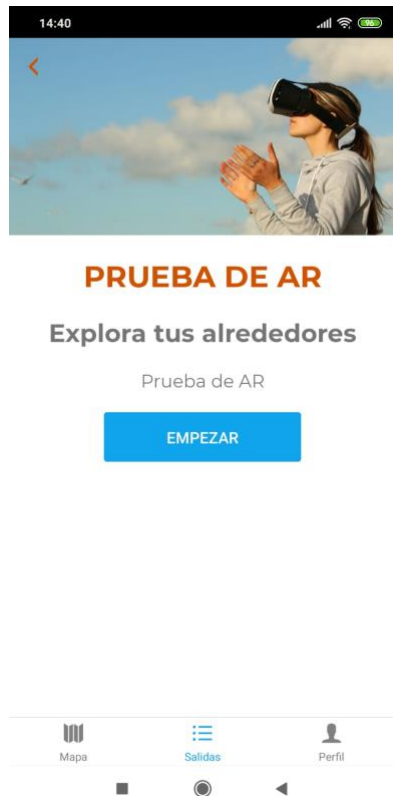 14:40
96
PRUEBA DE AR
Explora tus alrededores
Prueba de AR
EMPEZAR
Mapa
Salidas
Perfil